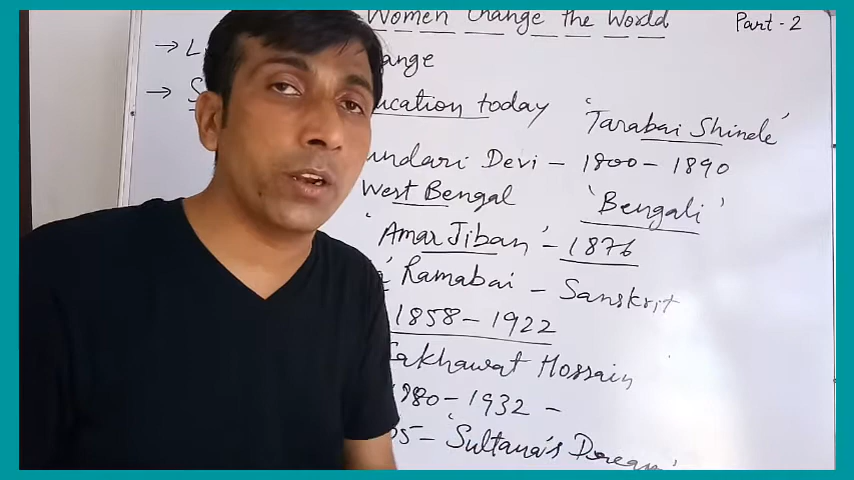 Women Change the World
Part - 2
→ L
ange
→ S
ucation today
'Tarabai Shinde'
undari Devi - 1800 - 1890
West Bengal
'Bengali'
'Amar Jiban' - 1876
' Ramabai - Sanskrit
1858 - 1922
Sakhawat Hossain
1980 - 1932 -
05 - 'Sultana's Dream'